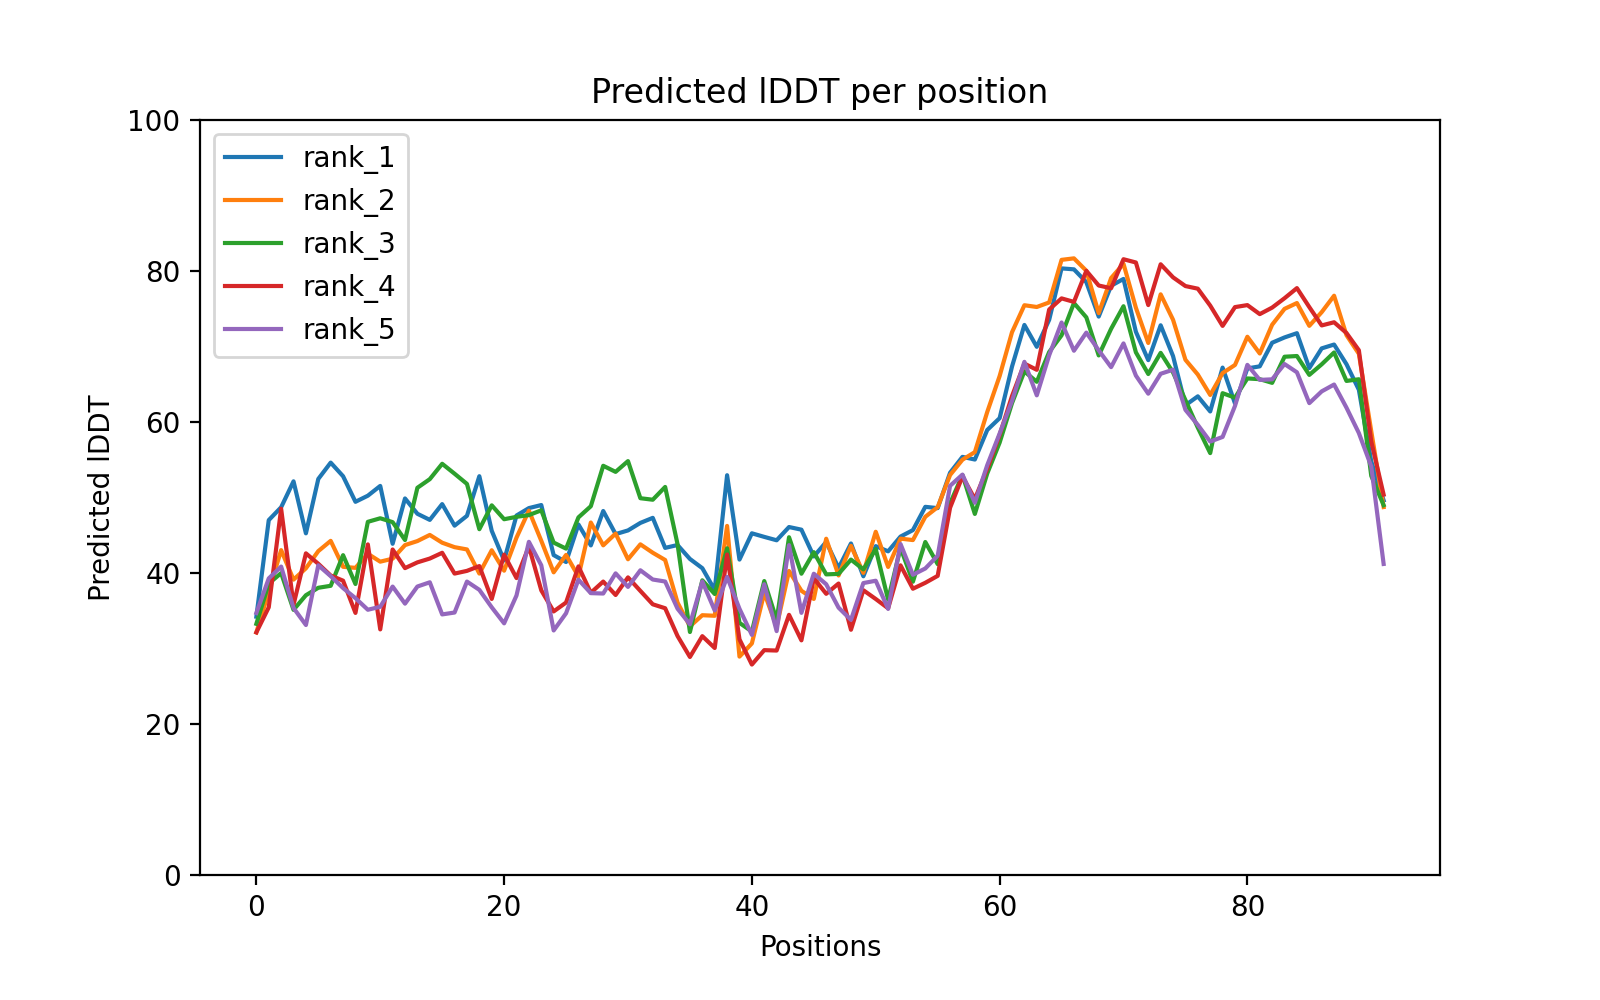 Predicted lDDT per position
100
80
60
40
20
0
Predicted lDDT
rank_1
rank_2
rank_3
rank_4
rank_5
0 20 40 60 80
Positions